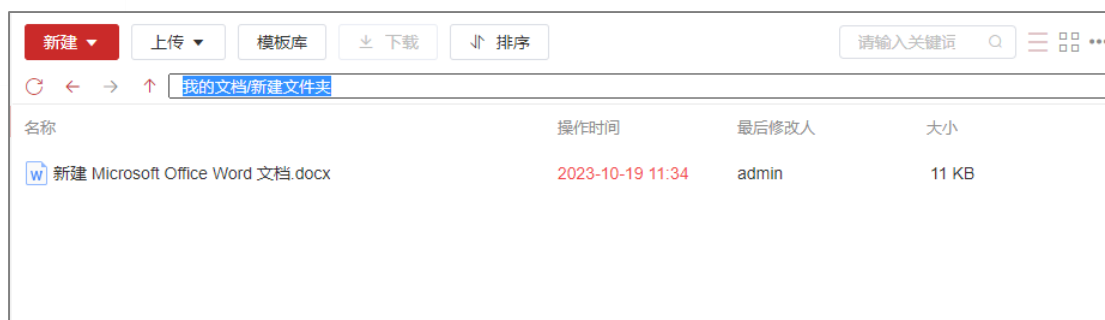 新建 上传 模板库 下载 排序 请输入关键词
我的文档/新建文件夹
名称 操作时间 最后修改人 大小
W 新建 Microsoft Office Word 文档.docx 2023-10-19 11:34 admin 11 KB